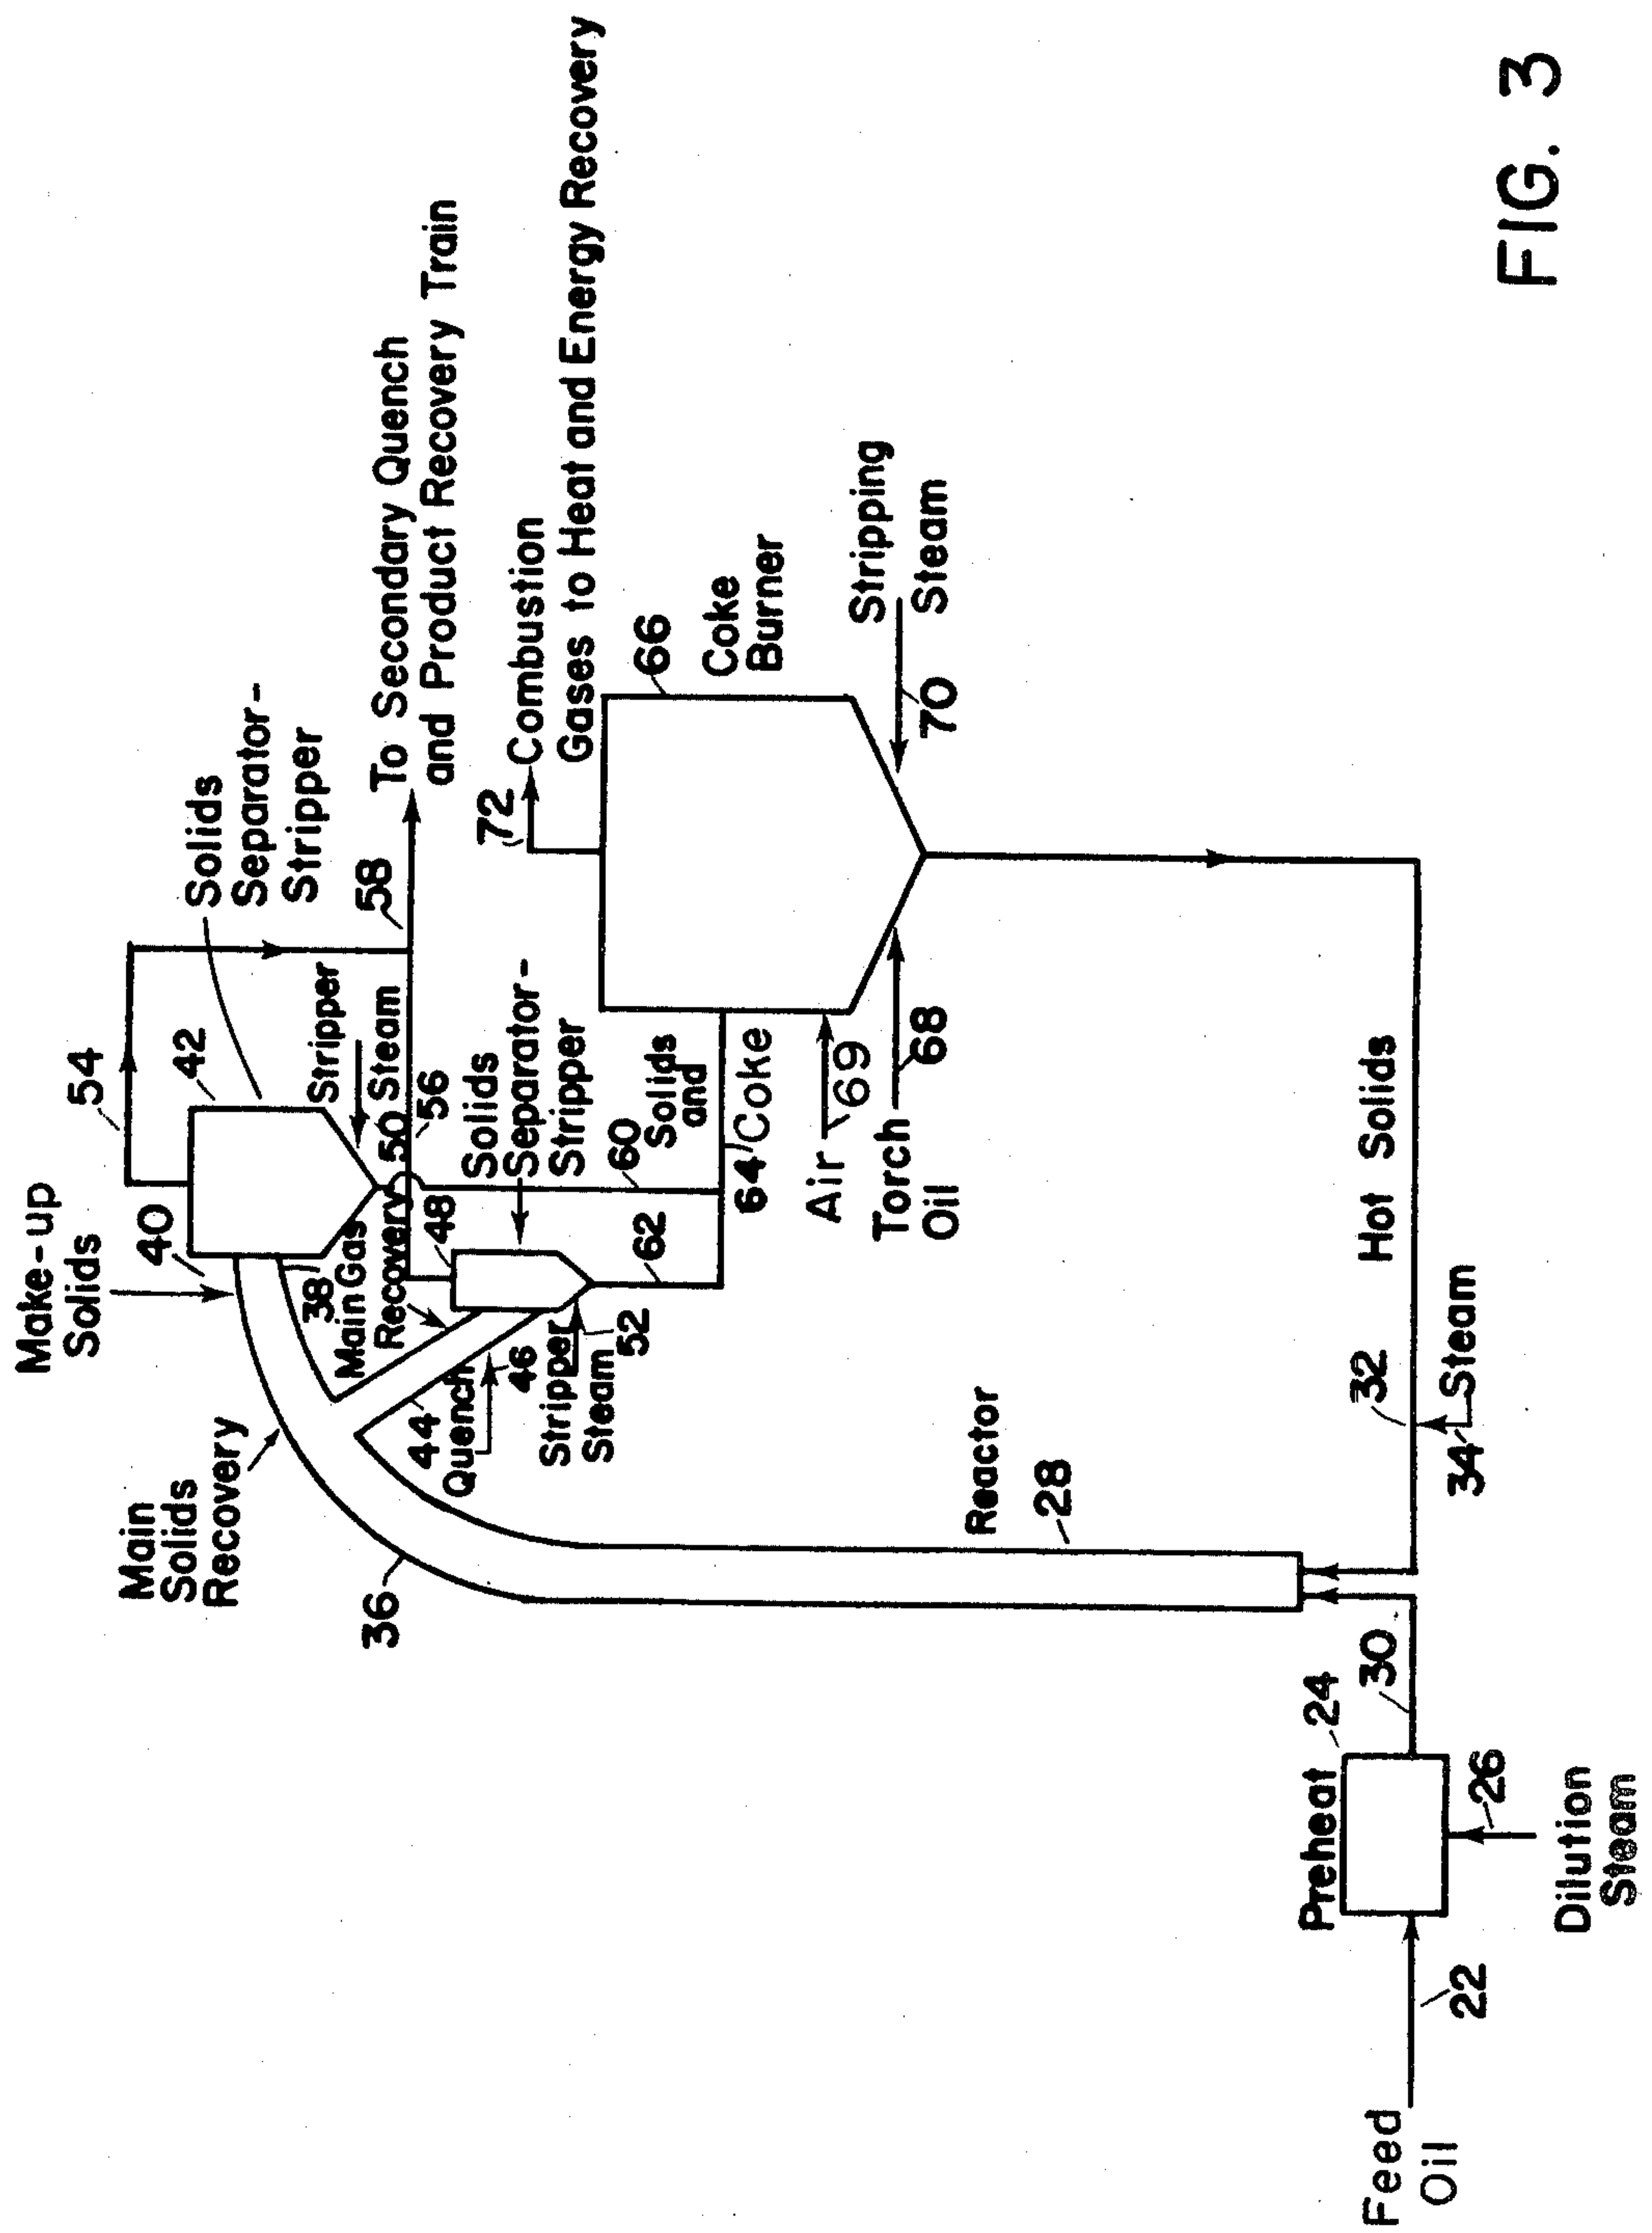 Make-up
Solids
40
54
42
Solids
Separator-
Stripper
Main
Solids
Recovery
36
38
Main Gas
Recovery
Stripper
Steam
50
56
58
To Secondary Quench
and Product Recovery Train
44
Quench
46
48
Solids
Separator-
Stripper
Stripper
Steam
52
60
62
Solids
and
Coke
64
72
Combustion
Gases to Heat and Energy Recovery
66
Coke
Burner
Air
69
Torch
Oil
68
Stripping
Steam
70
Reactor
28
Hot Solids
32
Steam
34
30
Preheat
24
26
Dilution
Steam
22
Feed
Oil
FIG. 3